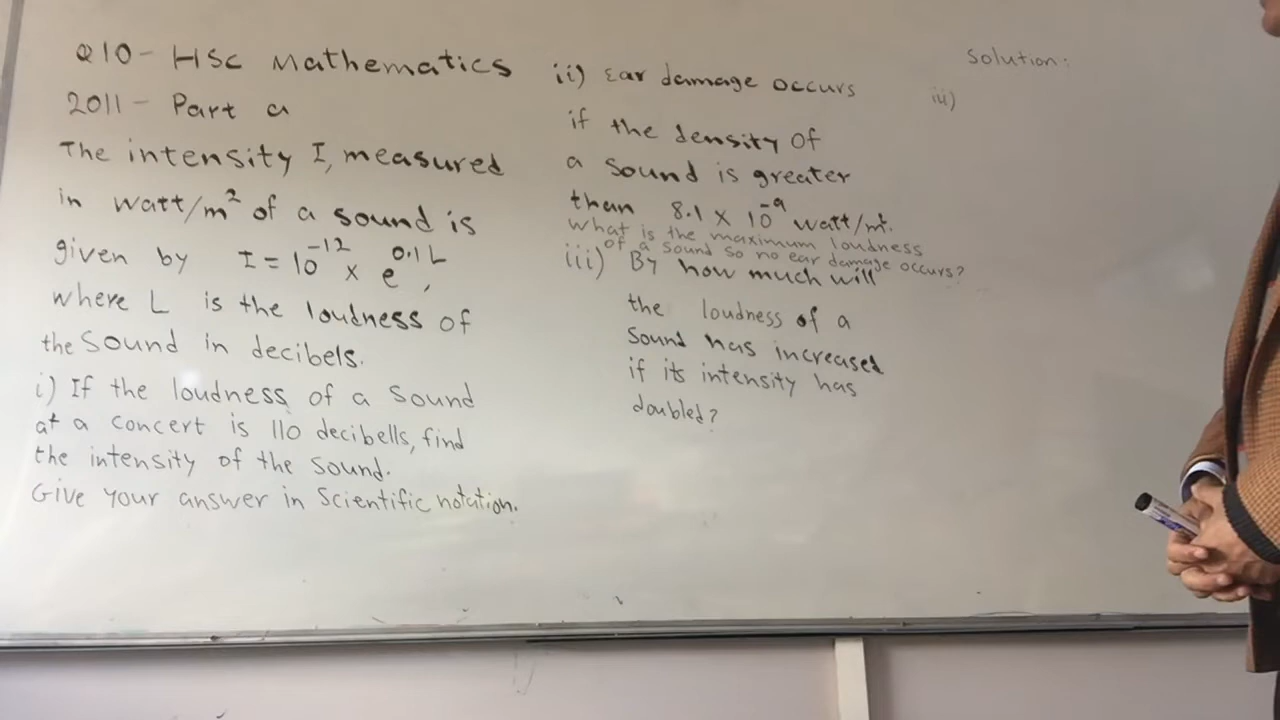 Q10 - HSC Mathematics
2011 - Part a
The intensity I, measured
in watt/m² of a sound is
given by I = 10⁻¹² × e^0.1L,
where L is the loudness of
the sound in decibels.
i) If the loudness of a sound
at a concert is 110 decibells, find
the intensity of the sound.
Give your answer in Scientific notation.
ii) Ear damage occurs
if the density of
a sound is greater
than 8.1 × 10⁻⁹ watt/m².
What is the maximum loudness
of a sound so no ear damage occurs?
iii) By how much will
the loudness of a
sound has increased
if its intensity has
doubled?
Solution:
iii)